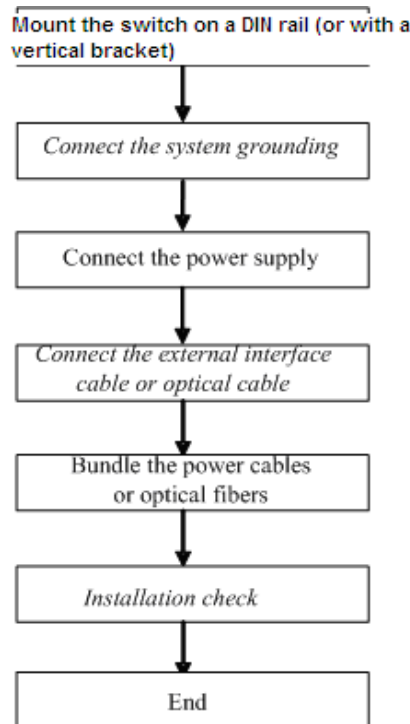 Mount the switch on a DIN rail (or with a
vertical bracket)
Connect the system grounding
Connect the power supply
Connect the external interface
cable or optical cable
Bundle the power cables
or optical fibers
Installation check
End